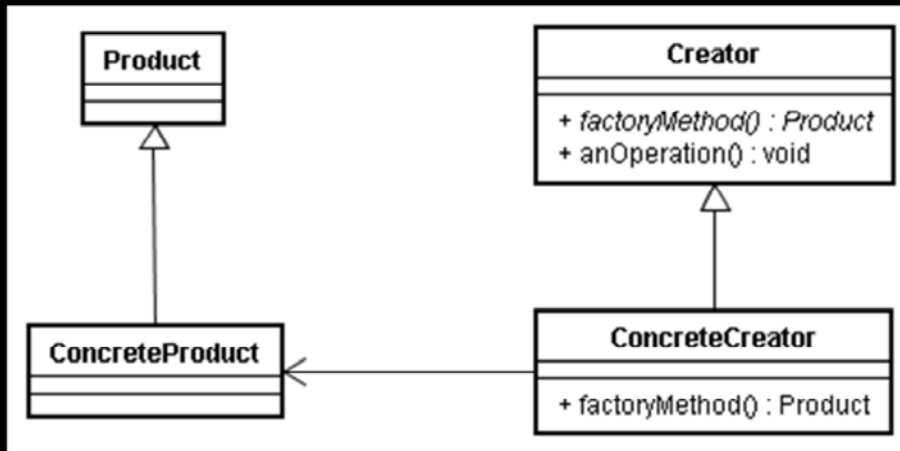 Product
Creator
+ factoryMethod() : Product
+ anOperation() : void
ConcreteProduct
ConcreteCreator
+ factoryMethod() : Product